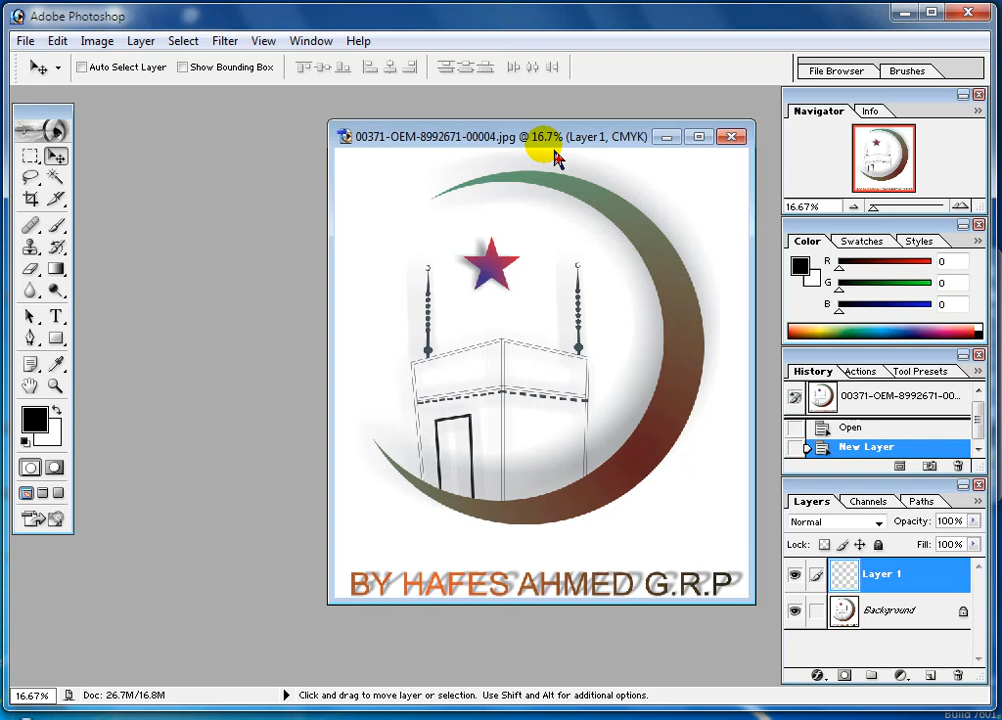 Adobe Photoshop
File Edit Image Layer Select Filter View Window Help
Auto Select Layer Show Bounding Box
File Browser Brushes
00371-OEM-8992671-00004.jpg @ 16.7% (Layer 1, CMYK)
Navigator Info
16.67%
Color Swatches Styles
R 0
G 0
B 0
History Actions Tool Presets
00371-OEM-8992671-00...
Open
New Layer
Layers Channels Paths
Normal Opacity: 100%
Lock: Fill: 100%
Layer 1
Background
BY HAFES AHMED G.R.P
16.67% Doc: 26.7M/16.8M Click and drag to move layer or selection. Use Shift and Alt for additional options.
Build 7601